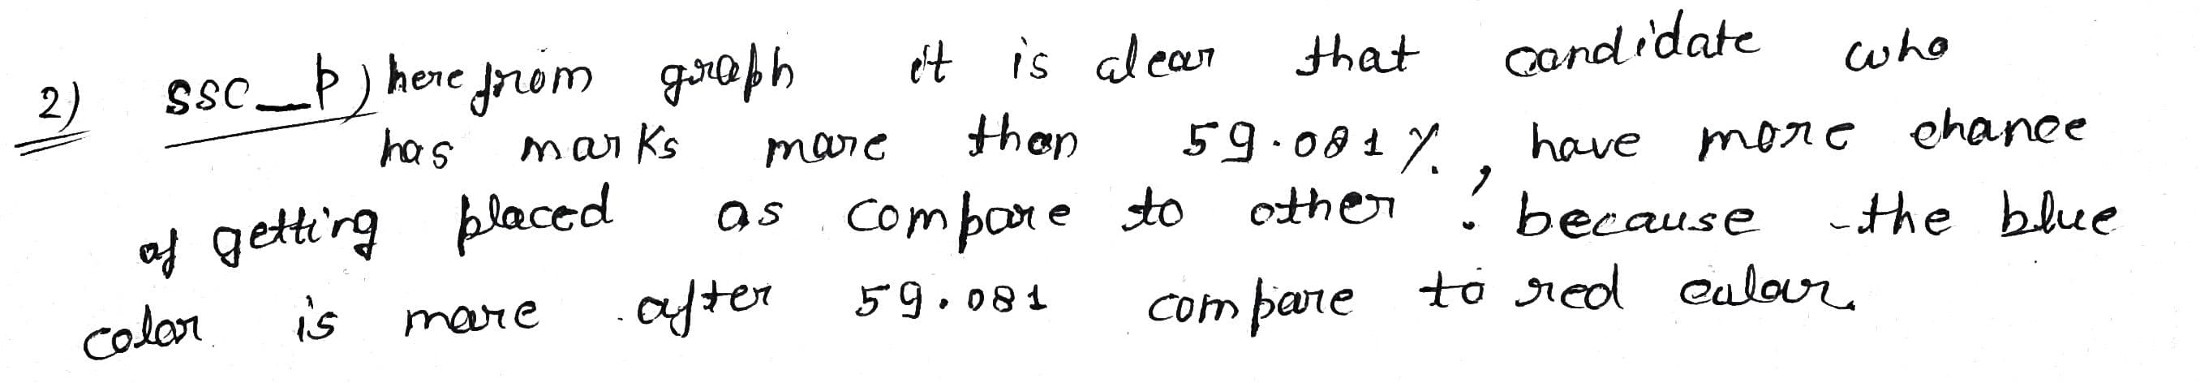 2) ssc_p) here from graph it is clear that candidate who
has marks more than 59.081%, have more chance
of getting placed as compare to other : because the blue
color is more after 59.081 compare to red colour.